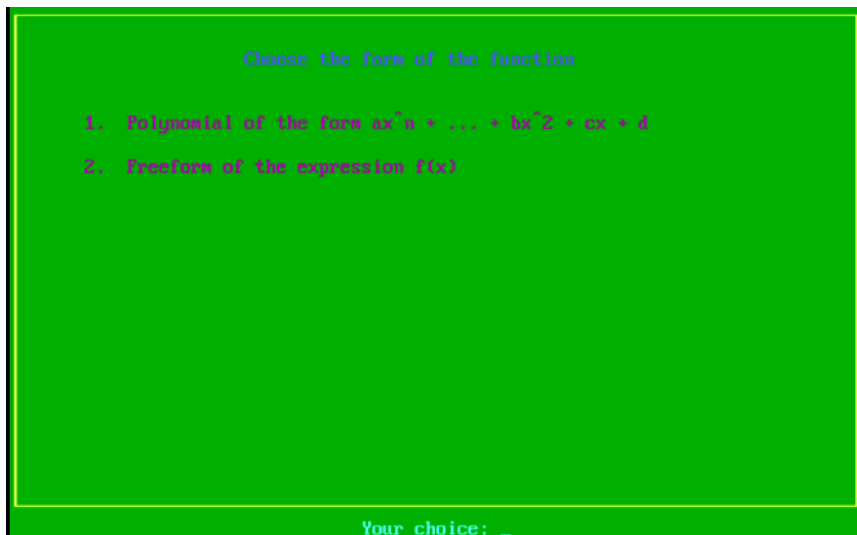 Choose the form of the function
1. Polynomial of the form ax^n + ... + bx^2 + cx + d
2. Freeform of the expression f(x)
Your choice: _